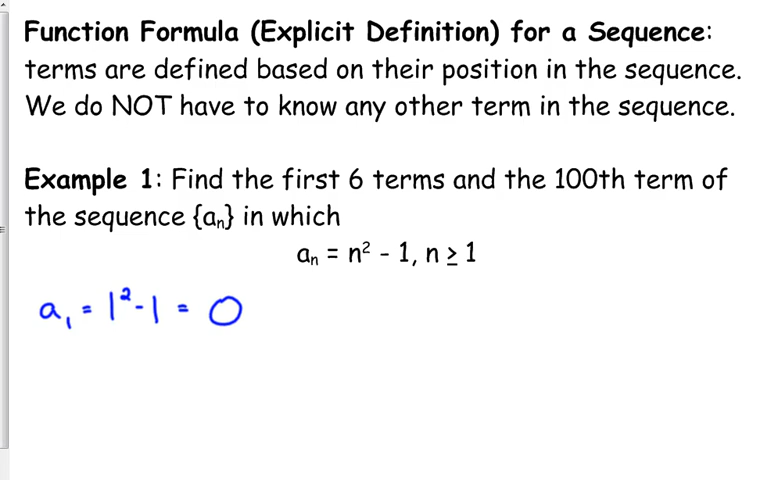 Function Formula (Explicit Definition) for a Sequence:
terms are defined based on their position in the sequence.
We do NOT have to know any other term in the sequence.
Example 1: Find the first 6 terms and the 100th term of
the sequence {aₙ} in which
aₙ = n² - 1, n ≥ 1
a₁ = 1² - 1 = 0